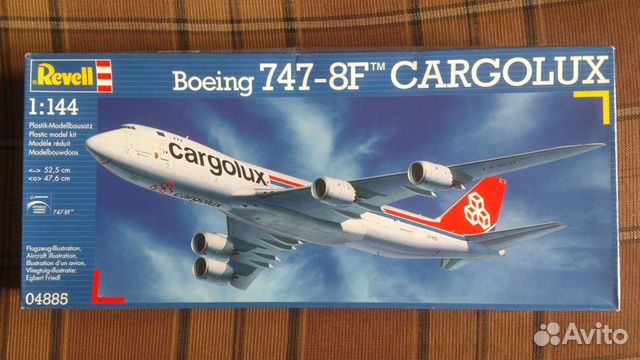 Revell
Boeing 747-8F™ CARGOLUX
1:144
Plastik-Modellbausatz
Plastic model kit
Modèle réduit
Modelbouwdoos
<--> 52,5 cm
<o> 47,6 cm
747-8F™
Flugzeug-Illustration,
Aircraft illustration,
Illustration d'un avion,
Vliegtuig-illustratie:
Egbert Friedl
04885
cargolux
cargolux
LX-VCD
Avito